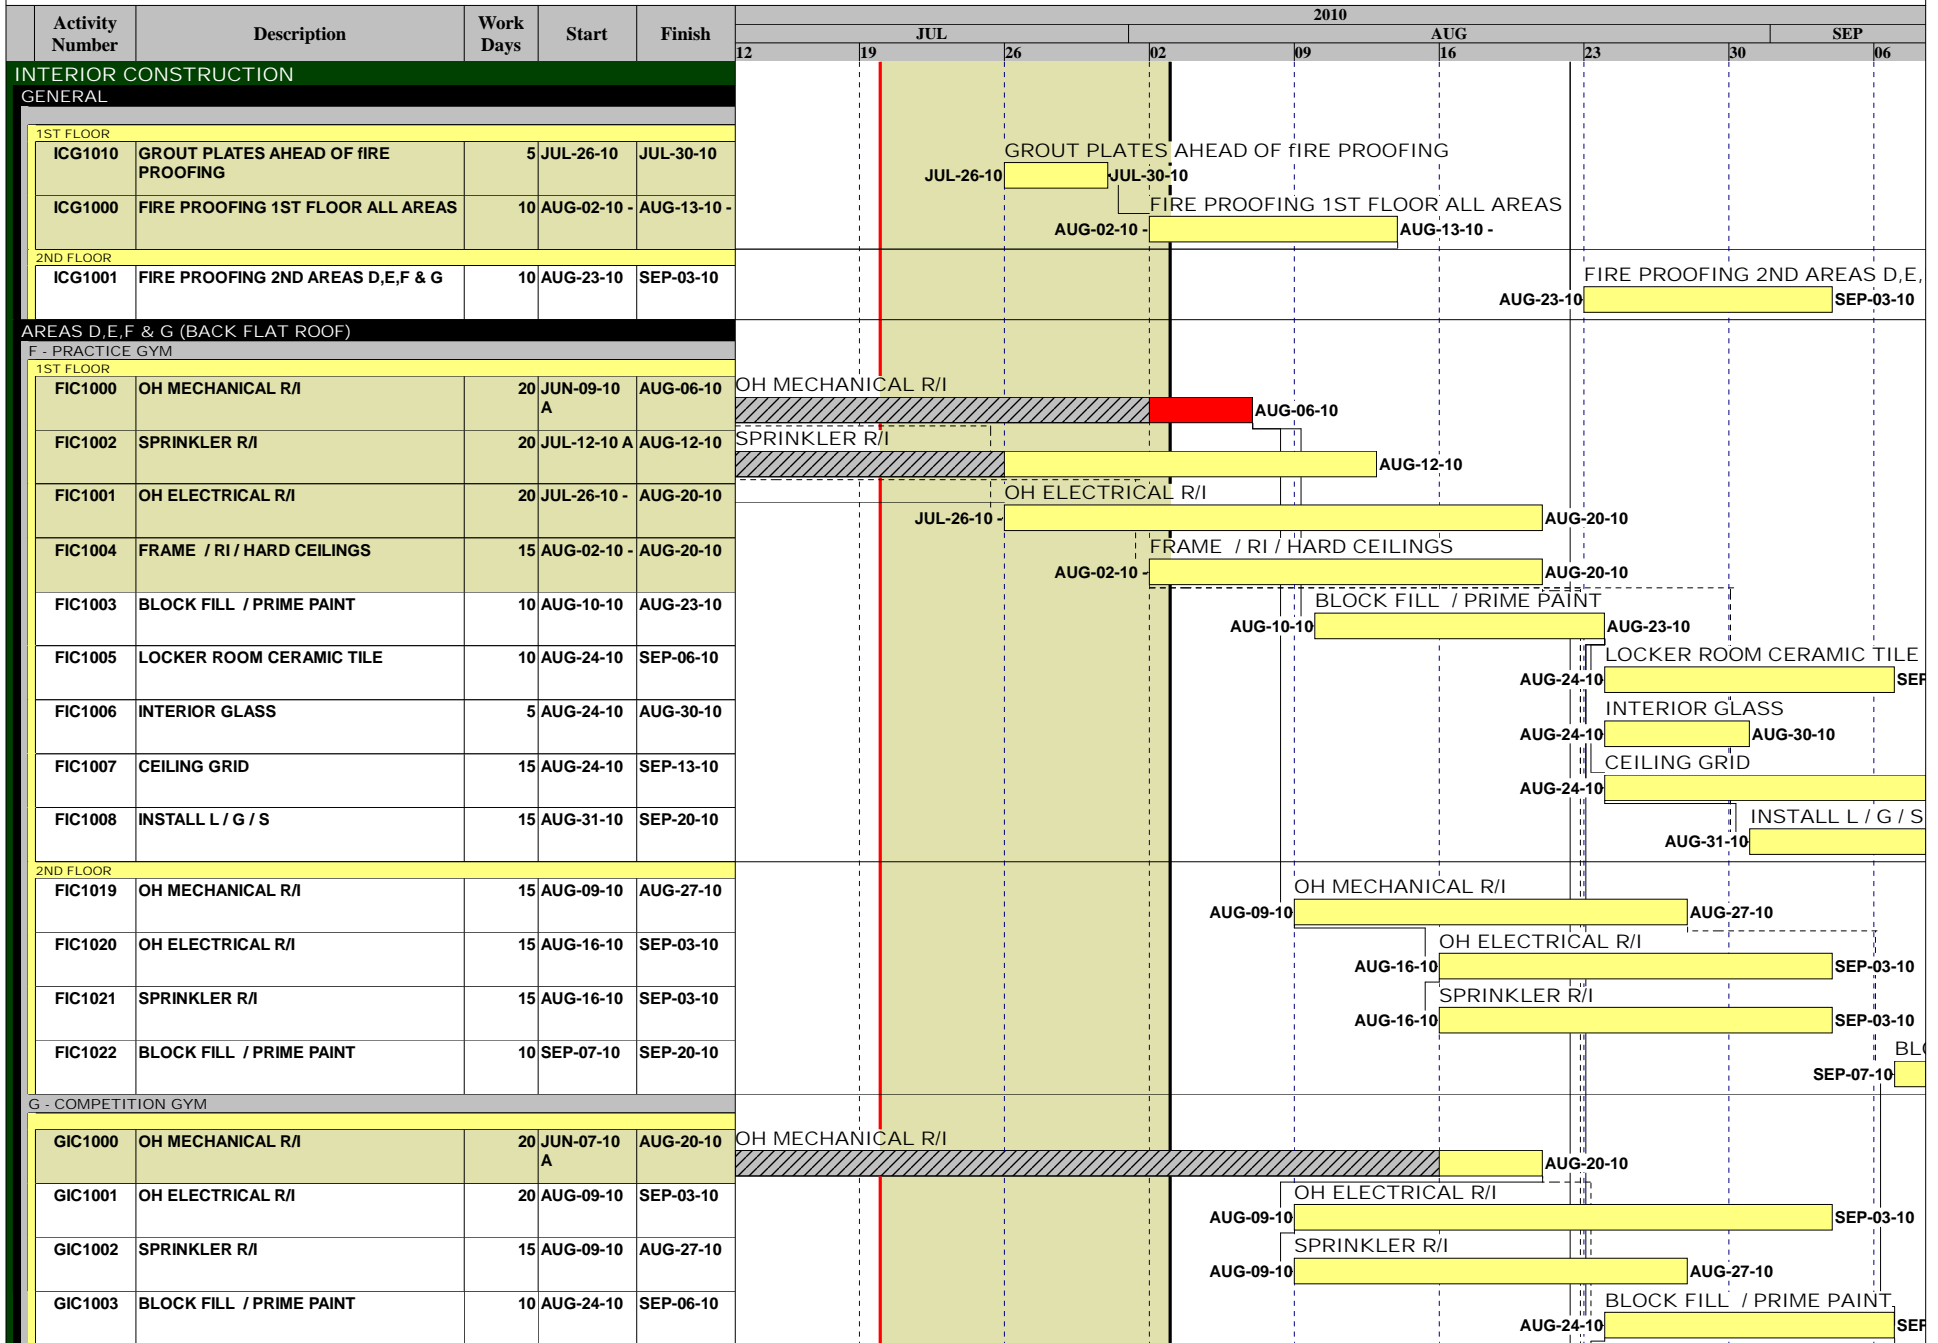 2010
Activity Number Description Work Days Start Finish JUL AUG SEP
12 19 26 02 09 16 23 30 06
INTERIOR CONSTRUCTION
GENERAL
1ST FLOOR
ICG1010 GROUT PLATES AHEAD OF fIRE PROOFING 5 JUL-26-10 JUL-30-10
GROUT PLATES AHEAD OF fIRE PROOFING
JUL-26-10 JUL-30-10
ICG1000 FIRE PROOFING 1ST FLOOR ALL AREAS 10 AUG-02-10 - AUG-13-10 -
FIRE PROOFING 1ST FLOOR ALL AREAS
AUG-02-10 - AUG-13-10 -
2ND FLOOR
ICG1001 FIRE PROOFING 2ND AREAS D,E,F & G 10 AUG-23-10 SEP-03-10
FIRE PROOFING 2ND AREAS D,E,
AUG-23-10 SEP-03-10
AREAS D,E,F & G (BACK FLAT ROOF)
F - PRACTICE GYM
1ST FLOOR
FIC1000 OH MECHANICAL R/I 20 JUN-09-10 A AUG-06-10
OH MECHANICAL R/I
AUG-06-10
FIC1002 SPRINKLER R/I 20 JUL-12-10 A AUG-12-10
SPRINKLER R/I
AUG-12-10
FIC1001 OH ELECTRICAL R/I 20 JUL-26-10 - AUG-20-10
OH ELECTRICAL R/I
JUL-26-10 - AUG-20-10
FIC1004 FRAME / RI / HARD CEILINGS 15 AUG-02-10 - AUG-20-10
FRAME / RI / HARD CEILINGS
AUG-02-10 - AUG-20-10
FIC1003 BLOCK FILL / PRIME PAINT 10 AUG-10-10 AUG-23-10
BLOCK FILL / PRIME PAINT
AUG-10-10 AUG-23-10
FIC1005 LOCKER ROOM CERAMIC TILE 10 AUG-24-10 SEP-06-10
LOCKER ROOM CERAMIC TILE
AUG-24-10 SEP
FIC1006 INTERIOR GLASS 5 AUG-24-10 AUG-30-10
INTERIOR GLASS
AUG-24-10 AUG-30-10
FIC1007 CEILING GRID 15 AUG-24-10 SEP-13-10
CEILING GRID
AUG-24-10
FIC1008 INSTALL L / G / S 15 AUG-31-10 SEP-20-10
INSTALL L / G / S
AUG-31-10
2ND FLOOR
FIC1019 OH MECHANICAL R/I 15 AUG-09-10 AUG-27-10
OH MECHANICAL R/I
AUG-09-10 AUG-27-10
FIC1020 OH ELECTRICAL R/I 15 AUG-16-10 SEP-03-10
OH ELECTRICAL R/I
AUG-16-10 SEP-03-10
FIC1021 SPRINKLER R/I 15 AUG-16-10 SEP-03-10
SPRINKLER R/I
AUG-16-10 SEP-03-10
FIC1022 BLOCK FILL / PRIME PAINT 10 SEP-07-10 SEP-20-10
SEP-07-10
G - COMPETITION GYM
GIC1000 OH MECHANICAL R/I 20 JUN-07-10 A AUG-20-10
OH MECHANICAL R/I
AUG-20-10
GIC1001 OH ELECTRICAL R/I 20 AUG-09-10 SEP-03-10
OH ELECTRICAL R/I
AUG-09-10 SEP-03-10
GIC1002 SPRINKLER R/I 15 AUG-09-10 AUG-27-10
SPRINKLER R/I
AUG-09-10 AUG-27-10
GIC1003 BLOCK FILL / PRIME PAINT 10 AUG-24-10 SEP-06-10
BLOCK FILL / PRIME PAINT
AUG-24-10 SEP